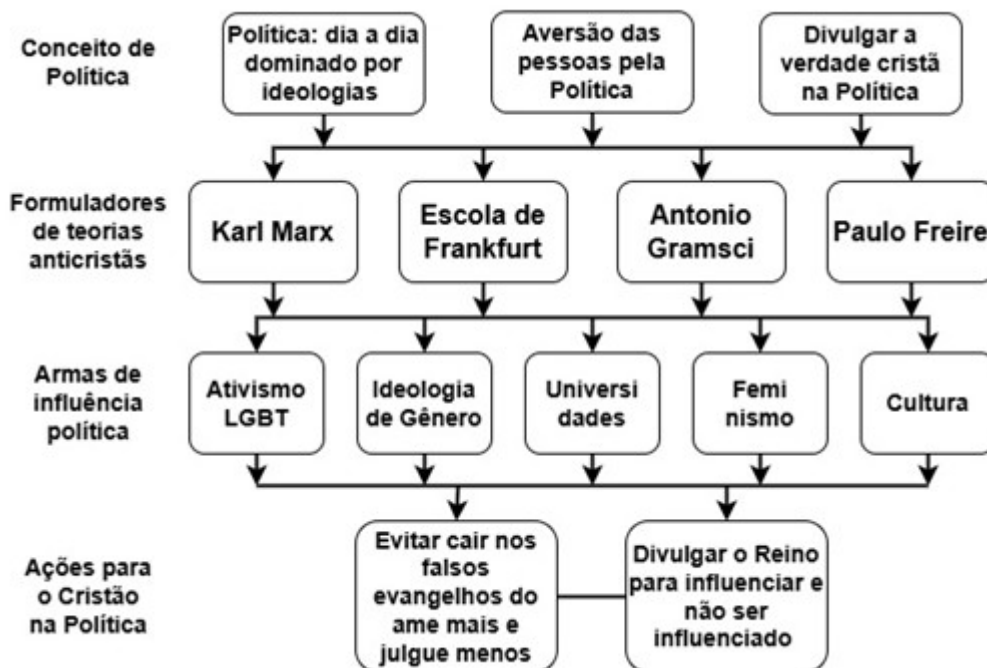 Conceito de
Política
Política: dia a dia
dominado por
ideologias
Aversão das
pessoas pela
Política
Divulgar a
verdade cristã
na Política
Formuladores
de teorias
anticristãs
Karl Marx
Escola de
Frankfurt
Antonio
Gramsci
Paulo Freire
Armas de
influência
política
Ativismo
LGBT
Ideologia
de Gênero
Universi
dades
Femi
nismo
Cultura
Ações para
o Cristão
na Política
Evitar cair nos
falsos
evangelhos do
ame mais e
julgue menos
Divulgar o Reino
para influenciar e
não ser
influenciado